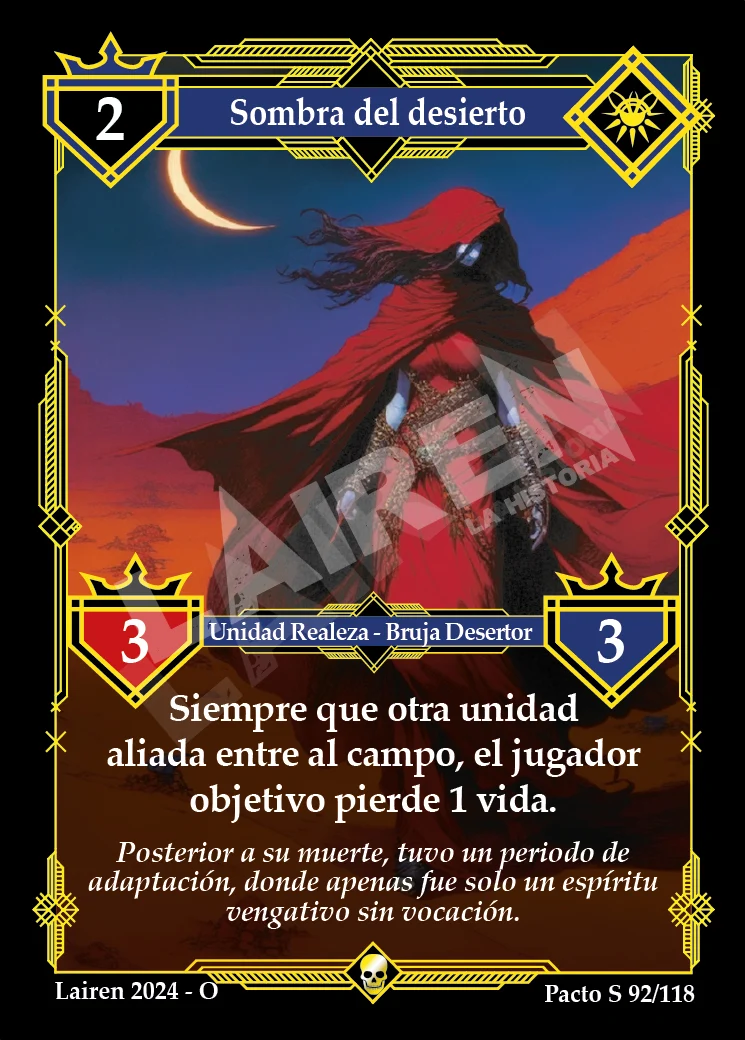 2
Sombra del desierto
LAIREN
LA HISTORIA
3
Unidad Realeza - Bruja Desertor
3
Siempre que otra unidad
aliada entre al campo, el jugador
objetivo pierde 1 vida.
Posterior a su muerte, tuvo un periodo de
adaptación, donde apenas fue solo un espíritu
vengativo sin vocación.
Lairen 2024 - O
Pacto S 92/118